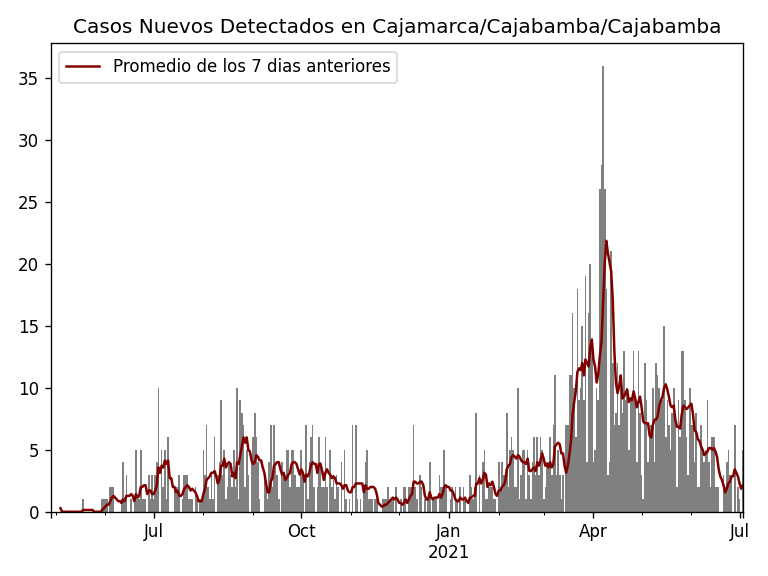 Casos Nuevos Detectados en Cajamarca/Cajabamba/Cajabamba
Promedio de los 7 dias anteriores
35
30
25
20
15
10
5
0
Jul
Oct
Jan
2021
Apr
Jul